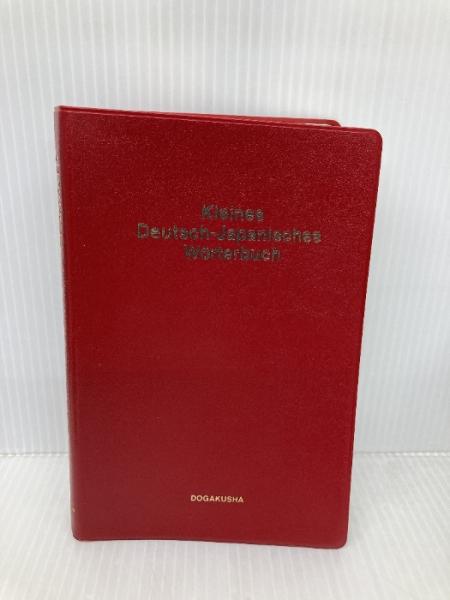 Kleines
Deutsch-Japanisches
Wörterbuch
DOGAKUSHA